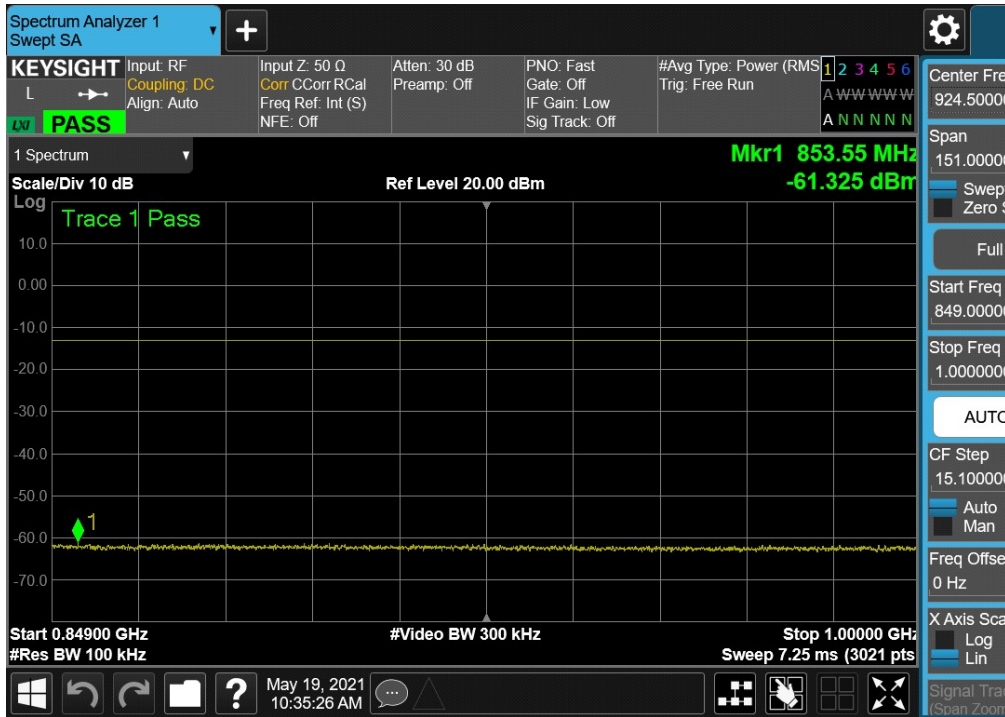 Spectrum Analyzer 1
Swept SA
KEYSIGHT
L
LXI
PASS
Input: RF
Coupling: DC
Align: Auto
Input Z: 50 Ω
Corr CCorr RCal
Freq Ref: Int (S)
NFE: Off
Atten: 30 dB
Preamp: Off
PNO: Fast
Gate: Off
IF Gain: Low
Sig Track: Off
#Avg Type: Power (RMS
Trig: Free Run
1 2 3 4 5 6
A W W W W W
A N N N N N
1 Spectrum
Scale/Div 10 dB
Ref Level 20.00 dBm
Mkr1 853.55 MHz
-61.325 dBm
Log
Trace 1 Pass
10.0
0.00
-10.0
-20.0
-30.0
-40.0
-50.0
-60.0
-70.0
1
Start 0.84900 GHz
#Video BW 300 kHz
Stop 1.00000 GHz
#Res BW 100 kHz
Sweep 7.25 ms (3021 pts
May 19, 2021
10:35:26 AM
Center Fre
924.50000
Span
151.00000
Swept
Zero S
Full
Start Freq
849.00000
Stop Freq
1.0000000
AUTO
CF Step
15.100000
Auto
Man
Freq Offse
0 Hz
X Axis Sca
Log
Lin
Signal Tra
(Span Zoom